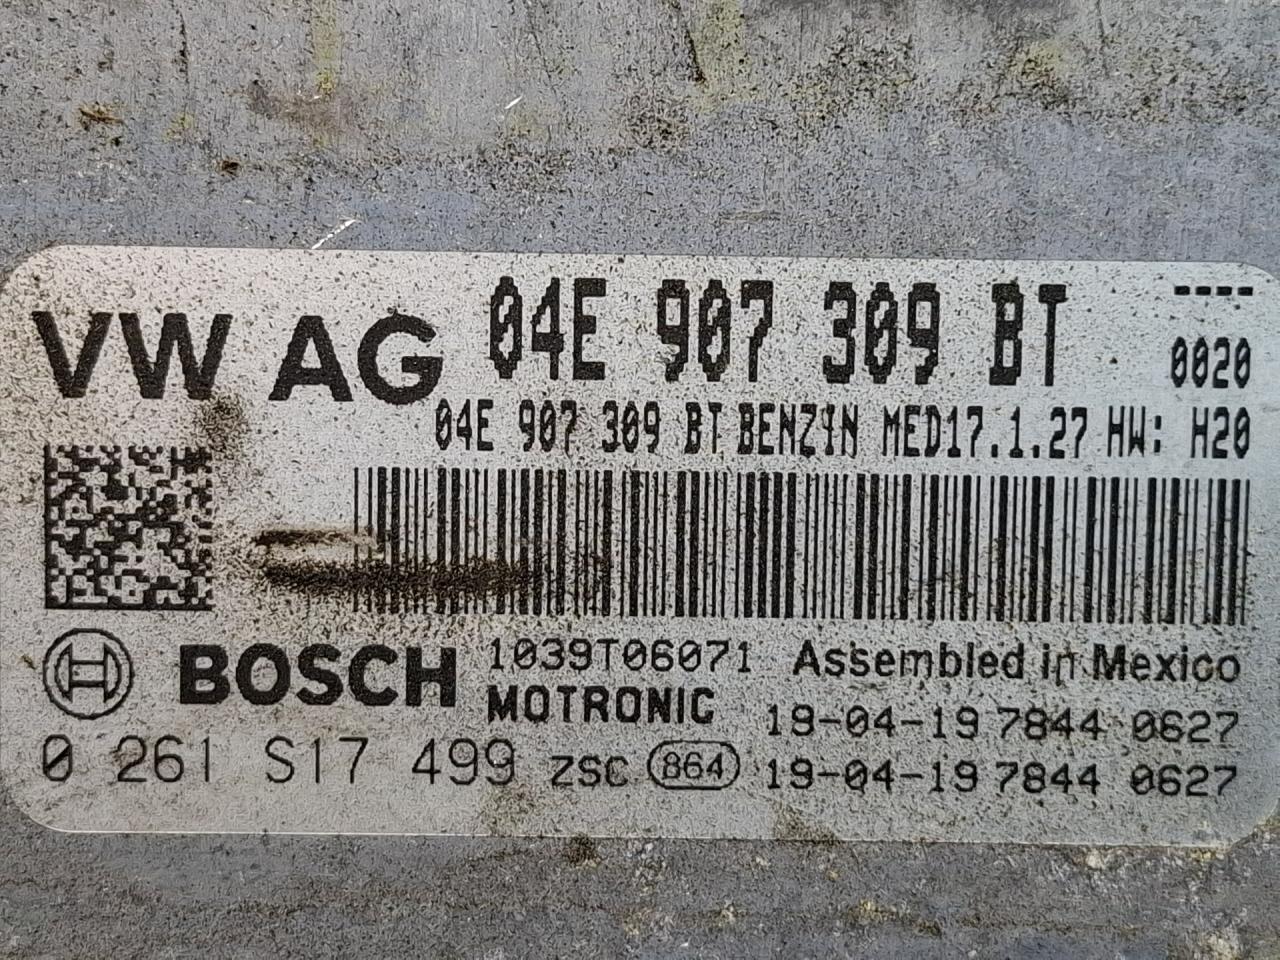 VW AG 04E 907 309 BT ----
0020
04E 907 309 BT BENZIN MED17.1.27 HW: H20
BOSCH 1039T06071 Assembled in Mexico
MOTRONIC 19-04-19 7844 0627
0 261 S17 499 ZSC 864 19-04-19 7844 0627